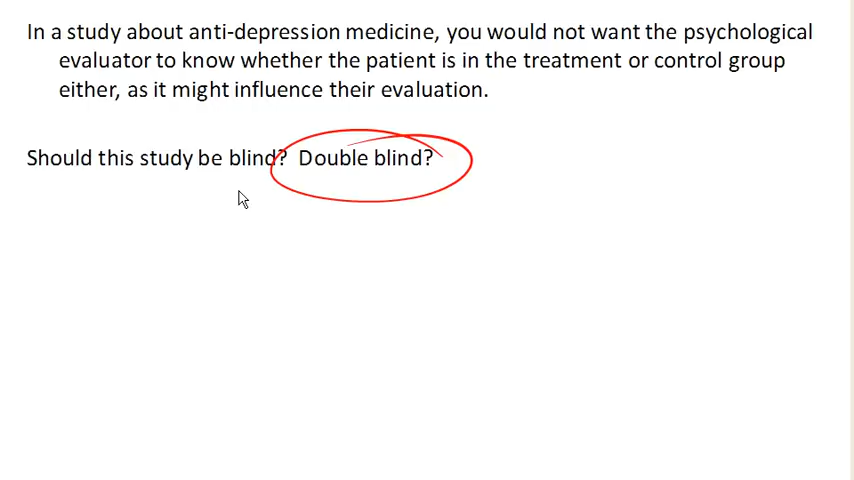 In a study about anti-depression medicine, you would not want the psychological
evaluator to know whether the patient is in the treatment or control group
either, as it might influence their evaluation.
Should this study be blind? Double blind?